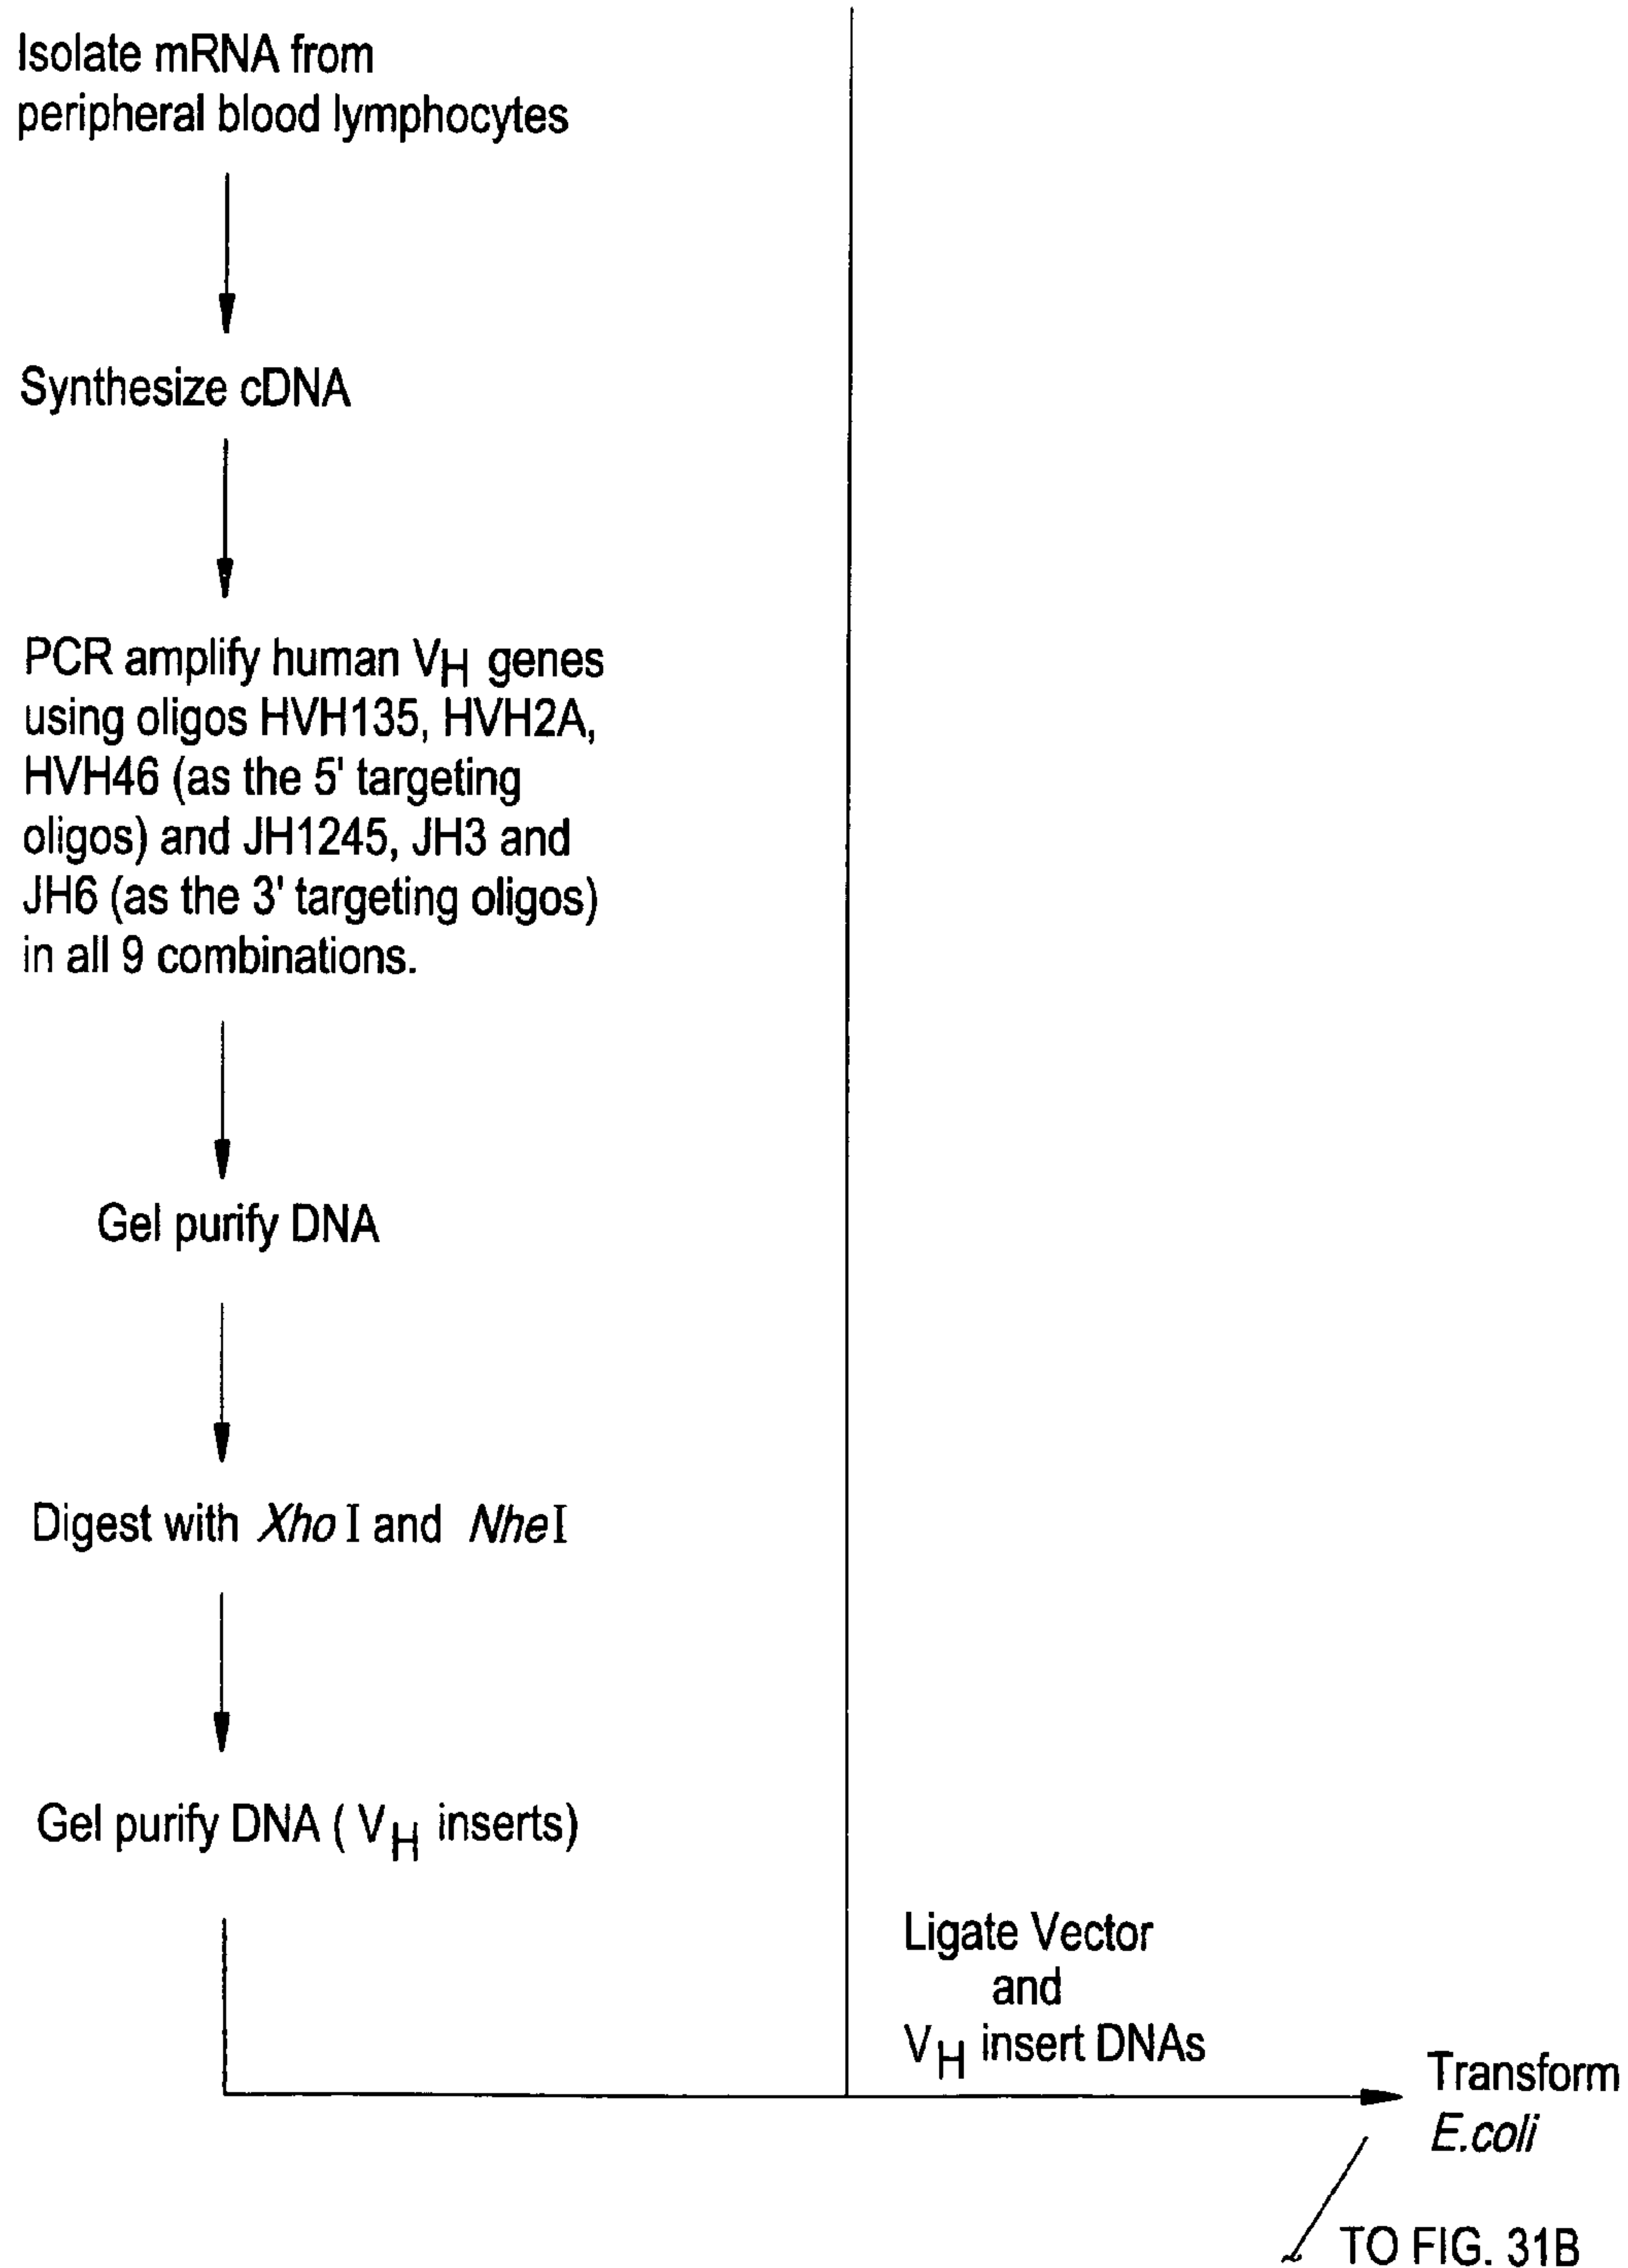 Isolate mRNA from
peripheral blood lymphocytes
Synthesize cDNA
PCR amplify human VH genes
using oligos HVH135, HVH2A,
HVH46 (as the 5' targeting
oligos) and JH1245, JH3 and
JH6 (as the 3' targeting oligos)
in all 9 combinations.
Gel purify DNA
Digest with Xho I and NheI
Gel purify DNA ( VH inserts)
Ligate Vector
and
VH insert DNAs
Transform
E.coli
TO FIG. 31B